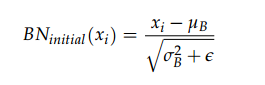 $BN_{initial}(x_i) = \frac{x_i - \mu_B}{\sqrt{\sigma_B^2 + \epsilon}}$